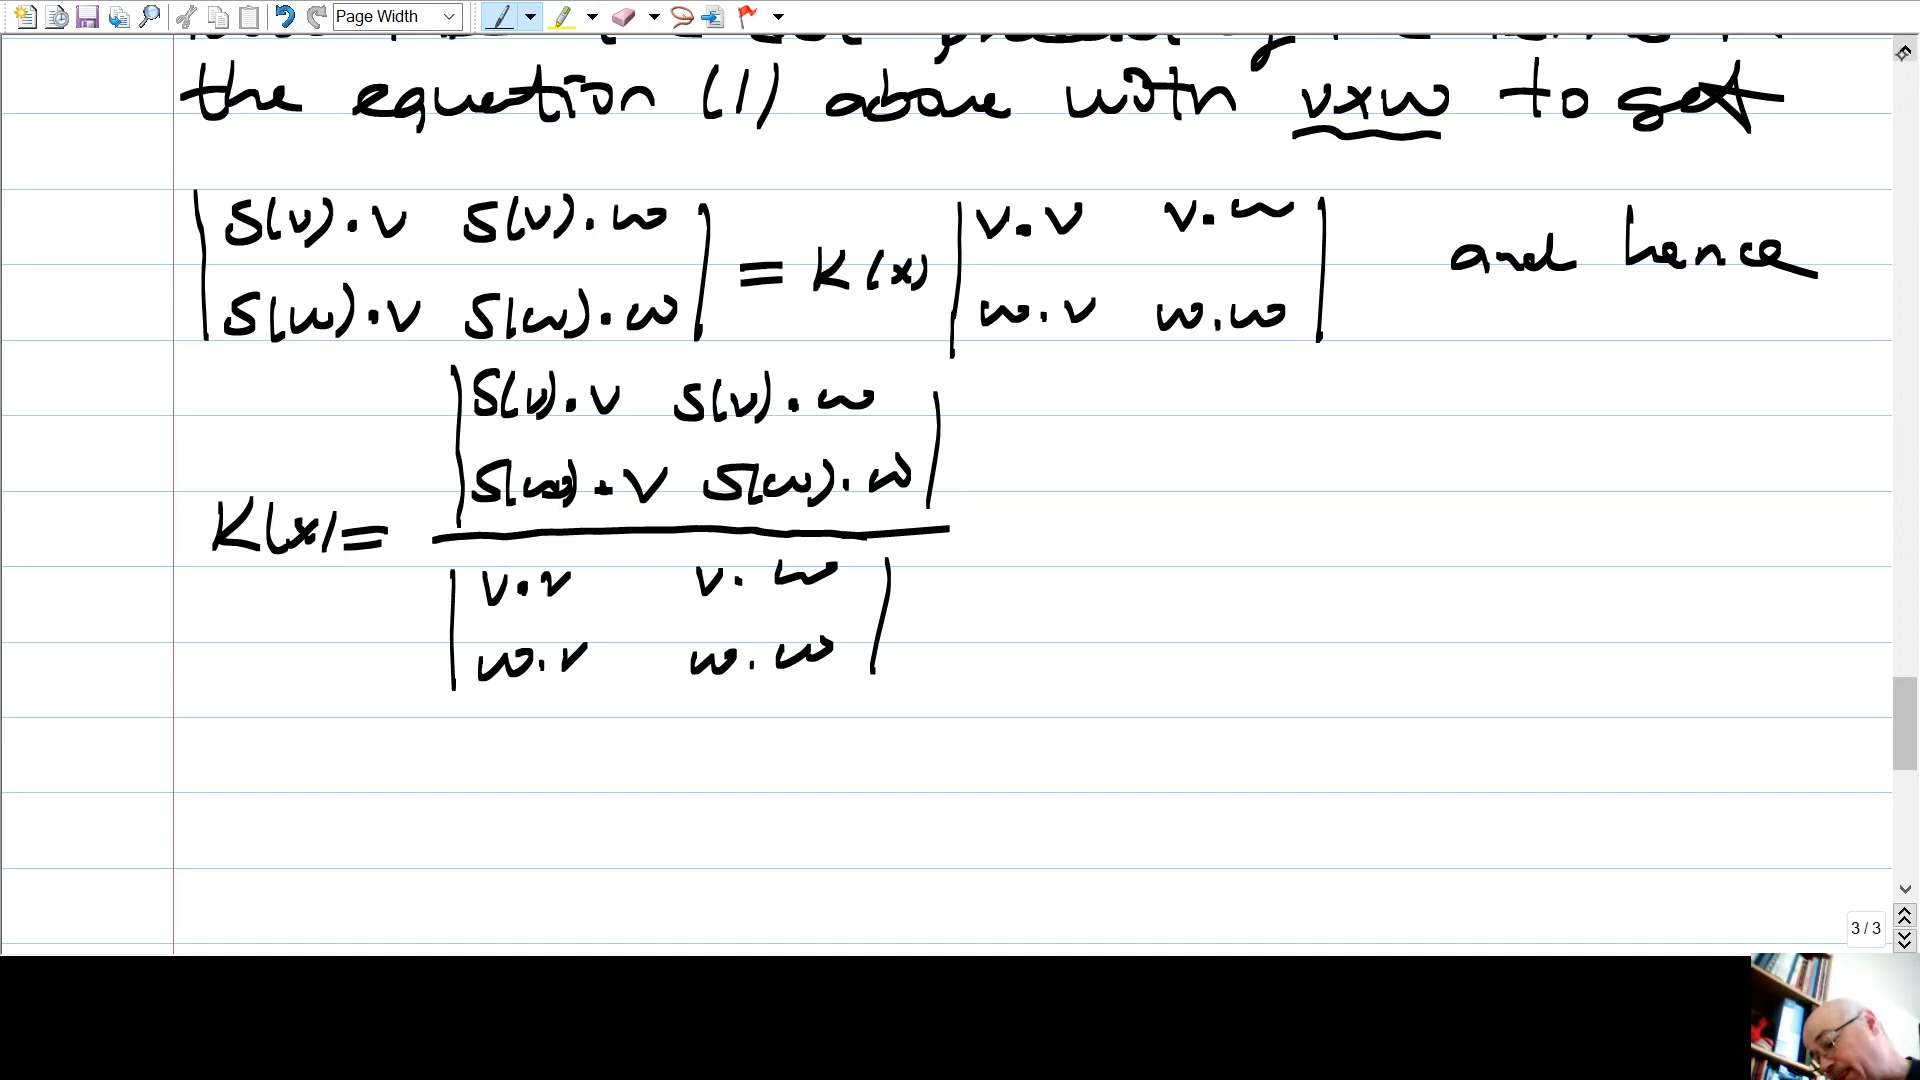 Page Width
the equation (1) above with v×w to get
| S(v)·v S(v)·w | = K(x) | v·v v·w | and hence
| S(w)·v S(w)·w | | w·v w·w |
| S(v)·v S(v)·w |
| S(w)·v S(w)·w |
K(x) =
| v·v v·w |
| w·v w·w |
3 / 3